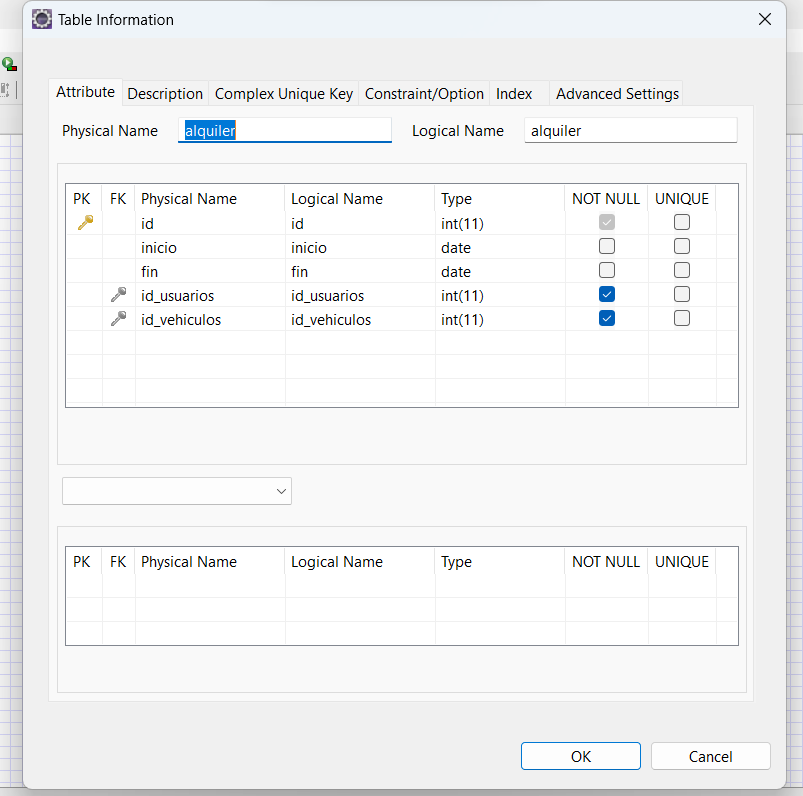 Table Information
Attribute Description Complex Unique Key Constraint/Option Index Advanced Settings
Physical Name alquiler Logical Name alquiler
PK FK Physical Name Logical Name Type NOT NULL UNIQUE
id id int(11)
inicio inicio date
fin fin date
id_usuarios id_usuarios int(11)
id_vehiculos id_vehiculos int(11)
PK FK Physical Name Logical Name Type NOT NULL UNIQUE
OK Cancel